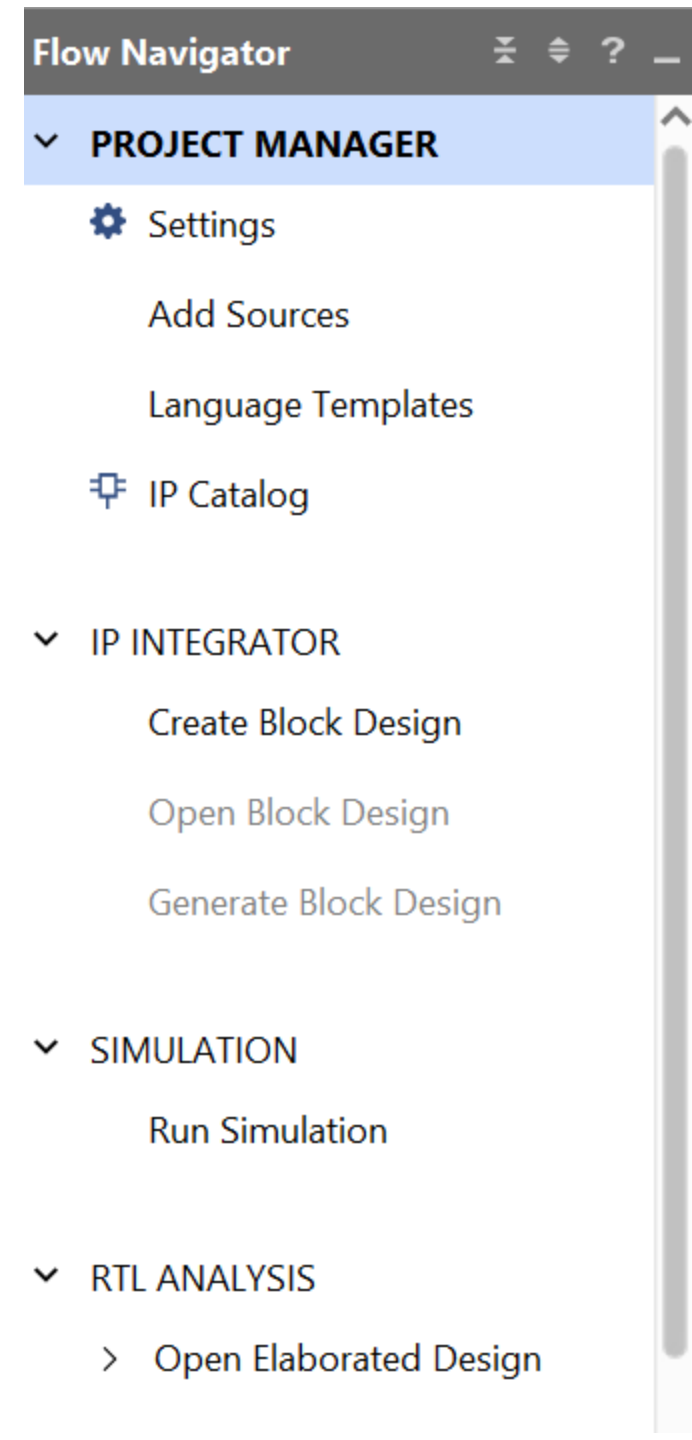 Flow Navigator ?
PROJECT MANAGER
Settings
Add Sources
Language Templates
IP Catalog
IP INTEGRATOR
Create Block Design
Open Block Design
Generate Block Design
SIMULATION
Run Simulation
RTL ANALYSIS
Open Elaborated Design